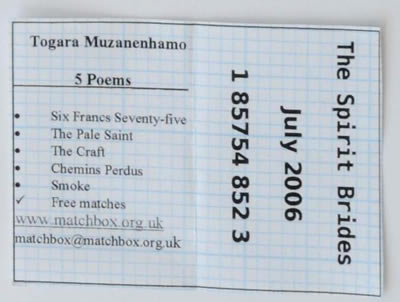 Togara Muzanenhamo
5 Poems
• Six Francs Seventy-five
• The Pale Saint
• The Craft
• Chemins Perdus
• Smoke
✓ Free matches
www.matchbox.org.uk
matchbox@matchbox.org.uk
The Spirit Brides
July 2006
1 85754 852 3